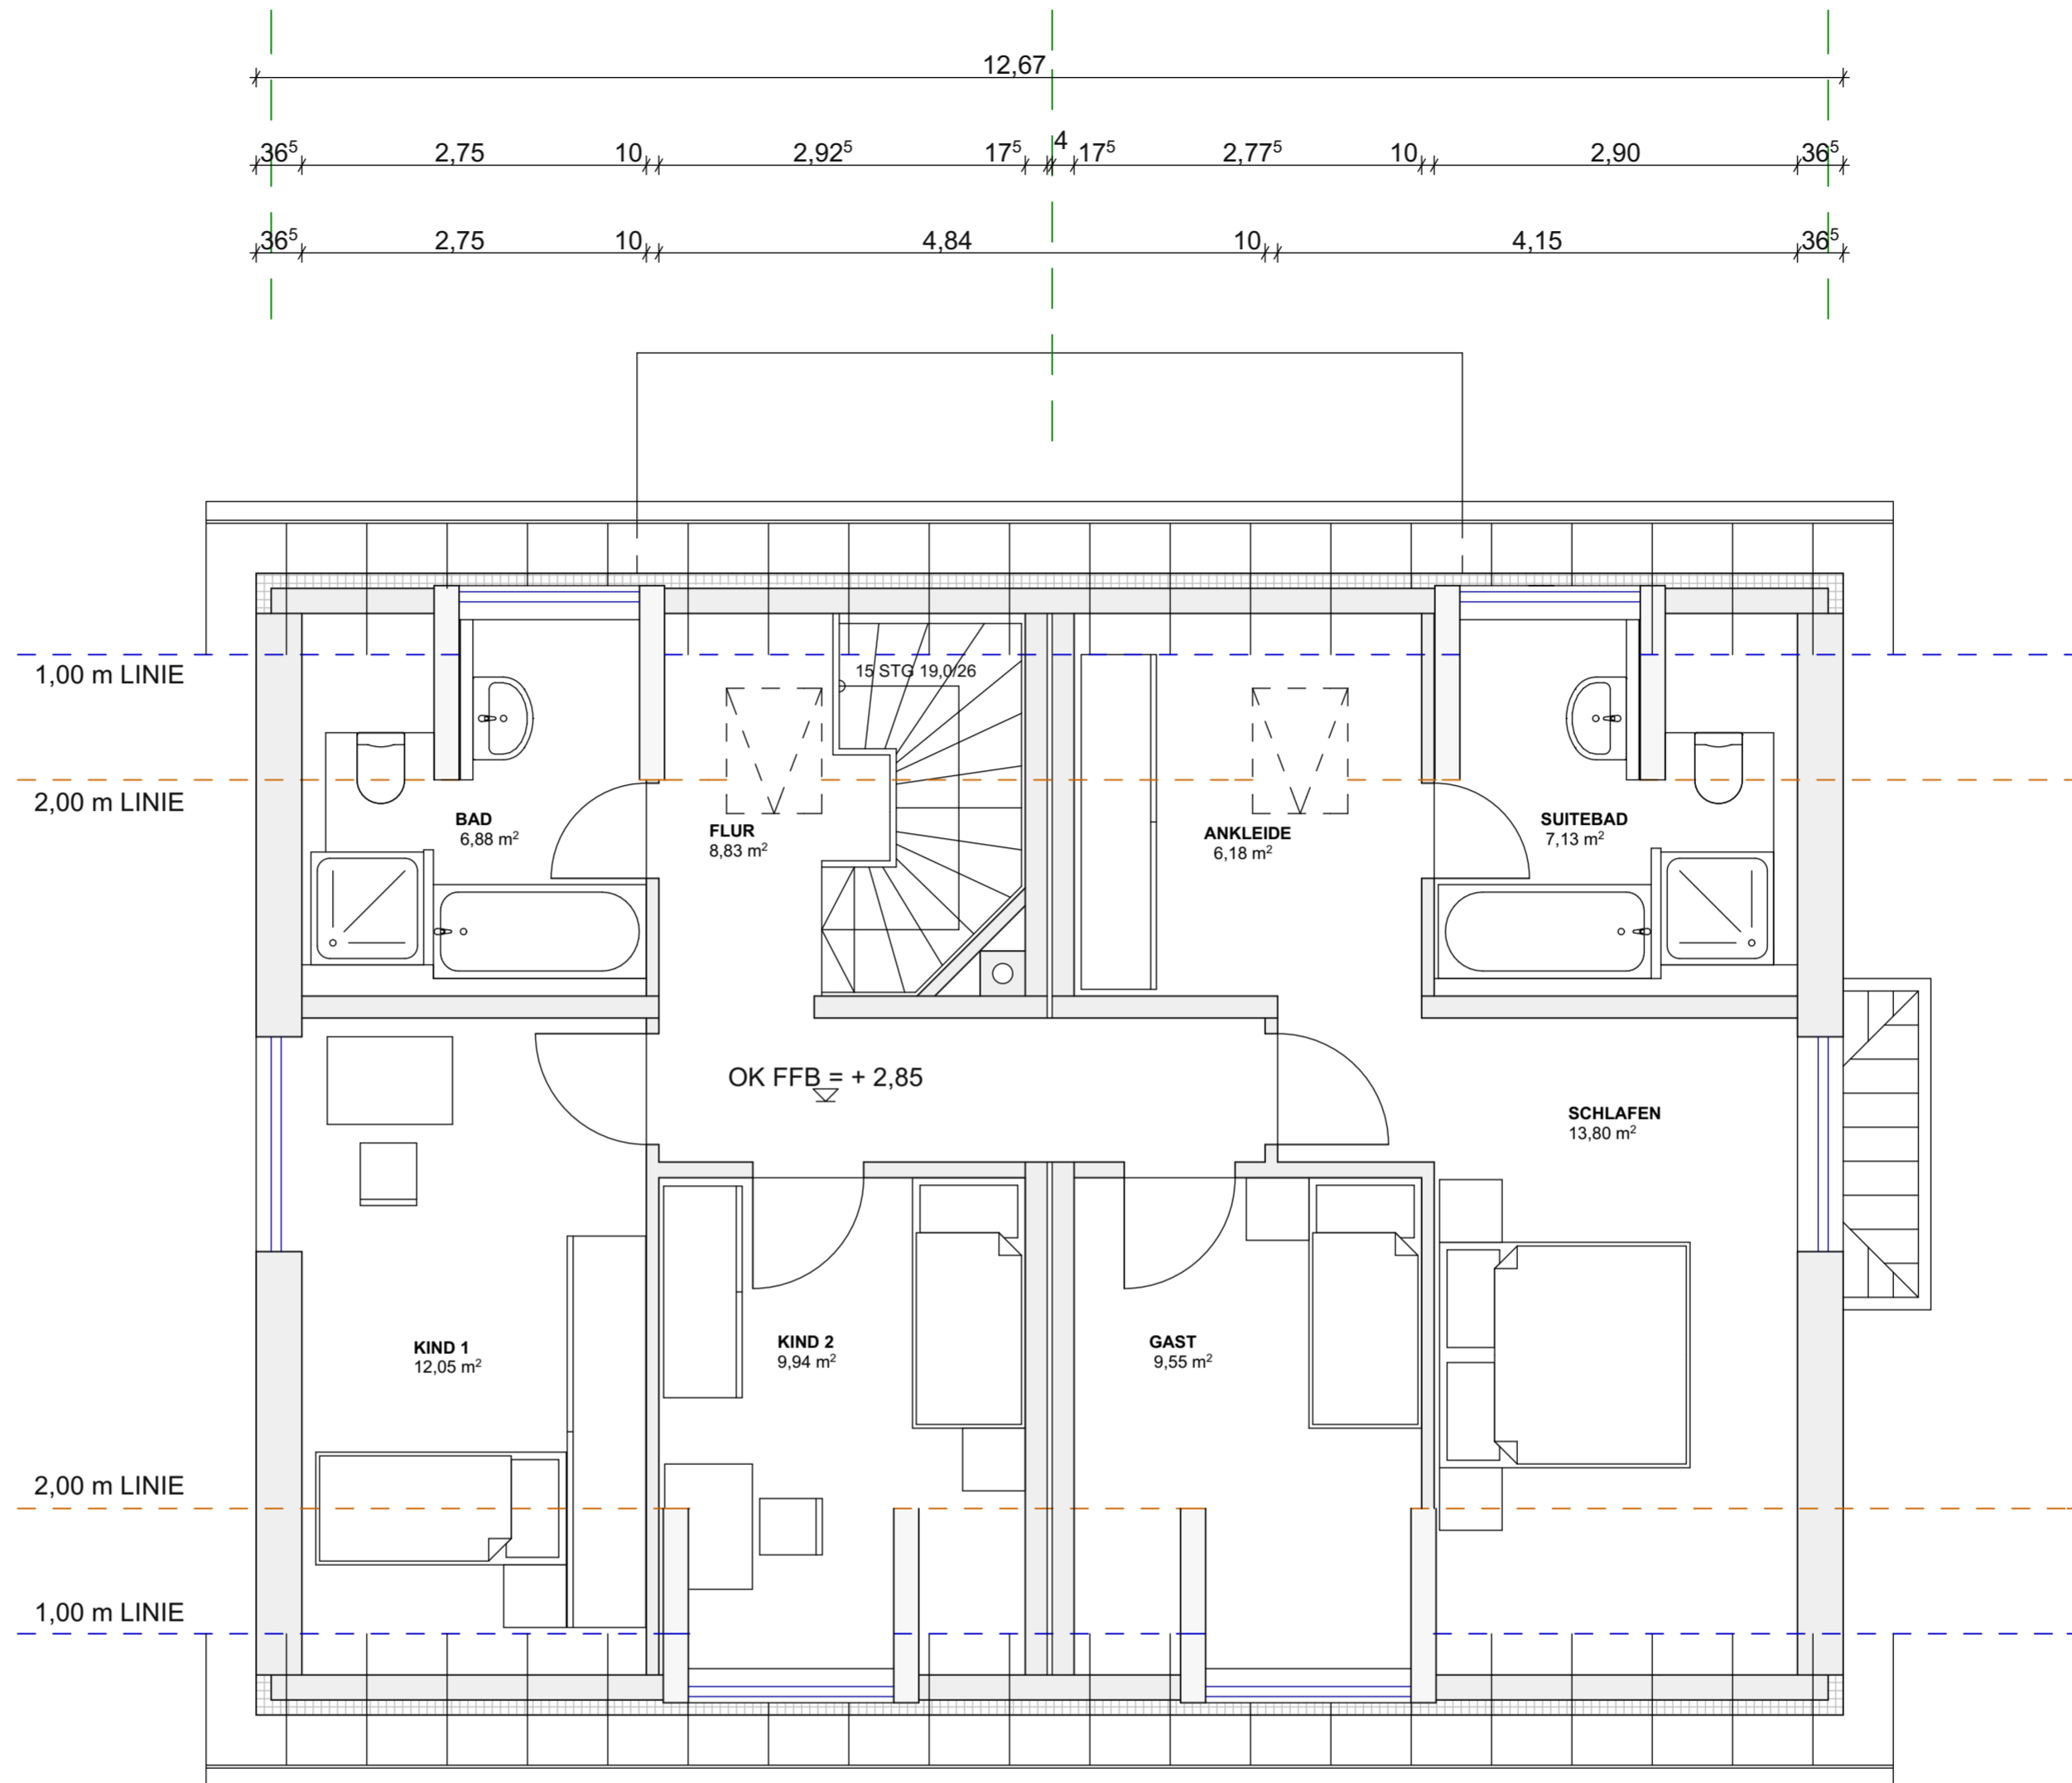 12,67
36⁵ 2,75 10 2,92⁵ 17⁵ 4 17⁵ 2,77⁵ 10 2,90 36⁵
36⁵ 2,75 10 4,84 10 4,15 36⁵
1,00 m LINIE
15 STG 19,0/26
2,00 m LINIE
BAD
6,88 m²
FLUR
8,83 m²
ANKLEIDE
6,18 m²
SUITEBAD
7,13 m²
OK FFB = + 2,85
SCHLAFEN
13,80 m²
KIND 1
12,05 m²
KIND 2
9,94 m²
GAST
9,55 m²
2,00 m LINIE
1,00 m LINIE